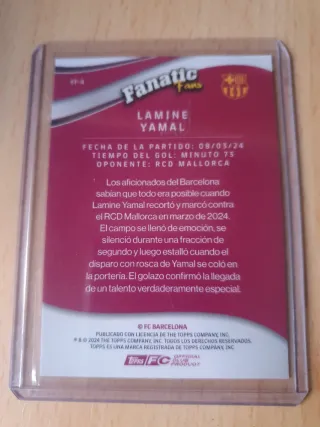 Fanatic
Fans
LAMINE
YAMAL
FECHA DE LA PARTIDO: 08/03/24
TIEMPO DEL GOL: MINUTO 73
OPONENTE: RCD MALLORCA
Los aficionados del Barcelona
sabían que todo era posible cuando
Lamine Yamal recortó y marcó contra
el RCD Mallorca en marzo de 2024.
El campo se llenó de emoción, se
silenció durante una fracción de
segundo y luego estalló cuando el
disparo con rosca de Yamal se coló en
la portería. El golazo confirmó la llegada
de un talento verdaderamente especial.
© FC BARCELONA
PUBLICADO CON LICENCIA DE THE TOPPS COMPANY, INC.
® & © 2024 THE TOPPS COMPANY, INC. TODOS LOS DERECHOS RESERVADOS.
TOPPS ES UNA MARCA REGISTRADA DE TOPPS COMPANY, INC
Topps FC OFFICIAL
CLUB
PRODUCT